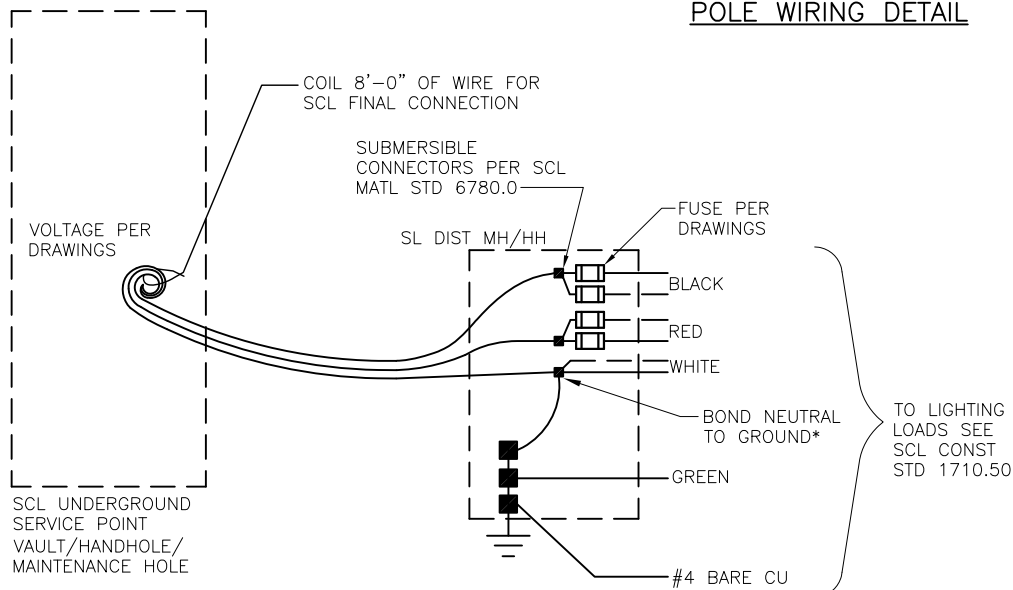 POLE WIRING DETAIL
COIL 8'-0" OF WIRE FOR
SCL FINAL CONNECTION
SUBMERSIBLE
CONNECTORS PER SCL
MATL STD 6780.0
VOLTAGE PER
DRAWINGS
FUSE PER
DRAWINGS
SL DIST MH/HH
BLACK
RED
WHITE
BOND NEUTRAL
TO GROUND*
TO LIGHTING
LOADS SEE
SCL CONST
STD 1710.50
GREEN
SCL UNDERGROUND
SERVICE POINT
VAULT/HANDHOLE/
MAINTENANCE HOLE
#4 BARE CU